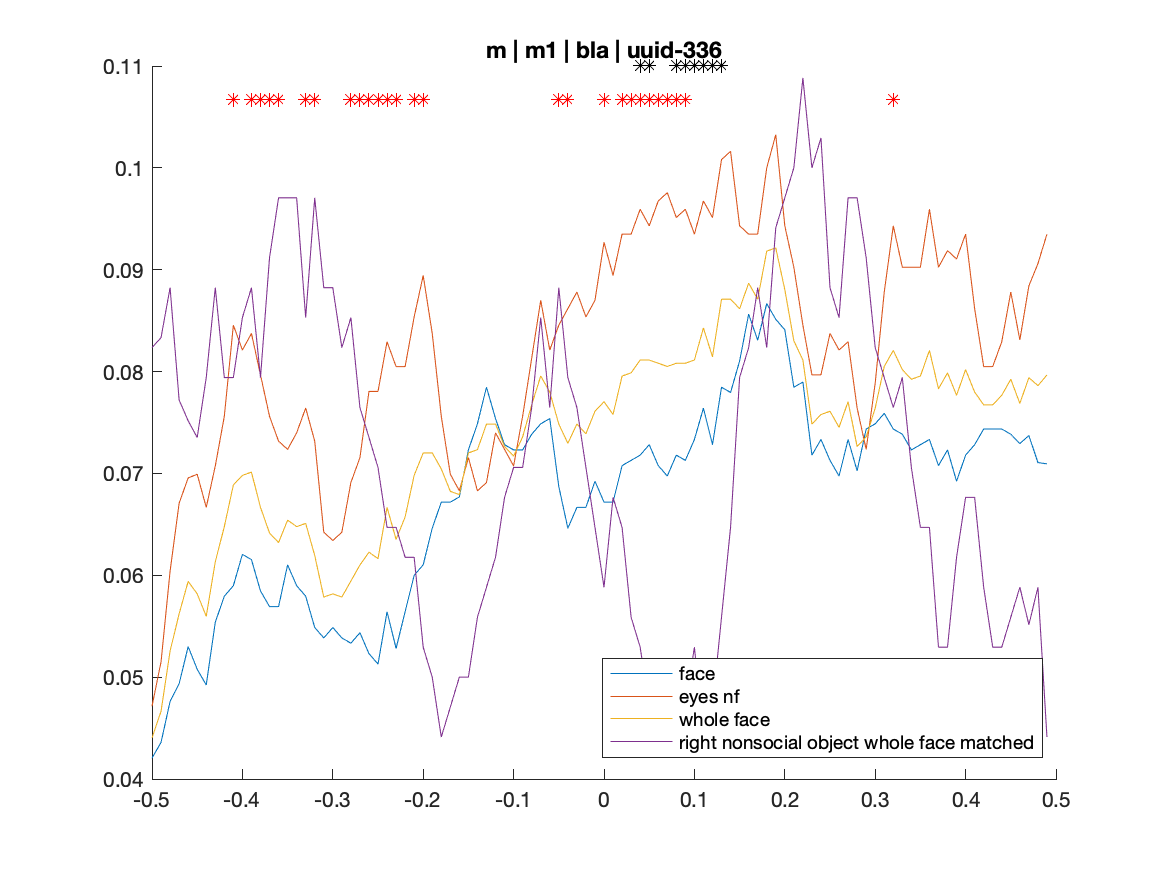 m | m1 | bla | uuid-336
0.11
0.1
0.09
0.08
0.07
0.06
0.05
0.04
face
eyes nf
whole face
right nonsocial object whole face matched
-0.5 -0.4 -0.3 -0.2 -0.1 0 0.1 0.2 0.3 0.4 0.5